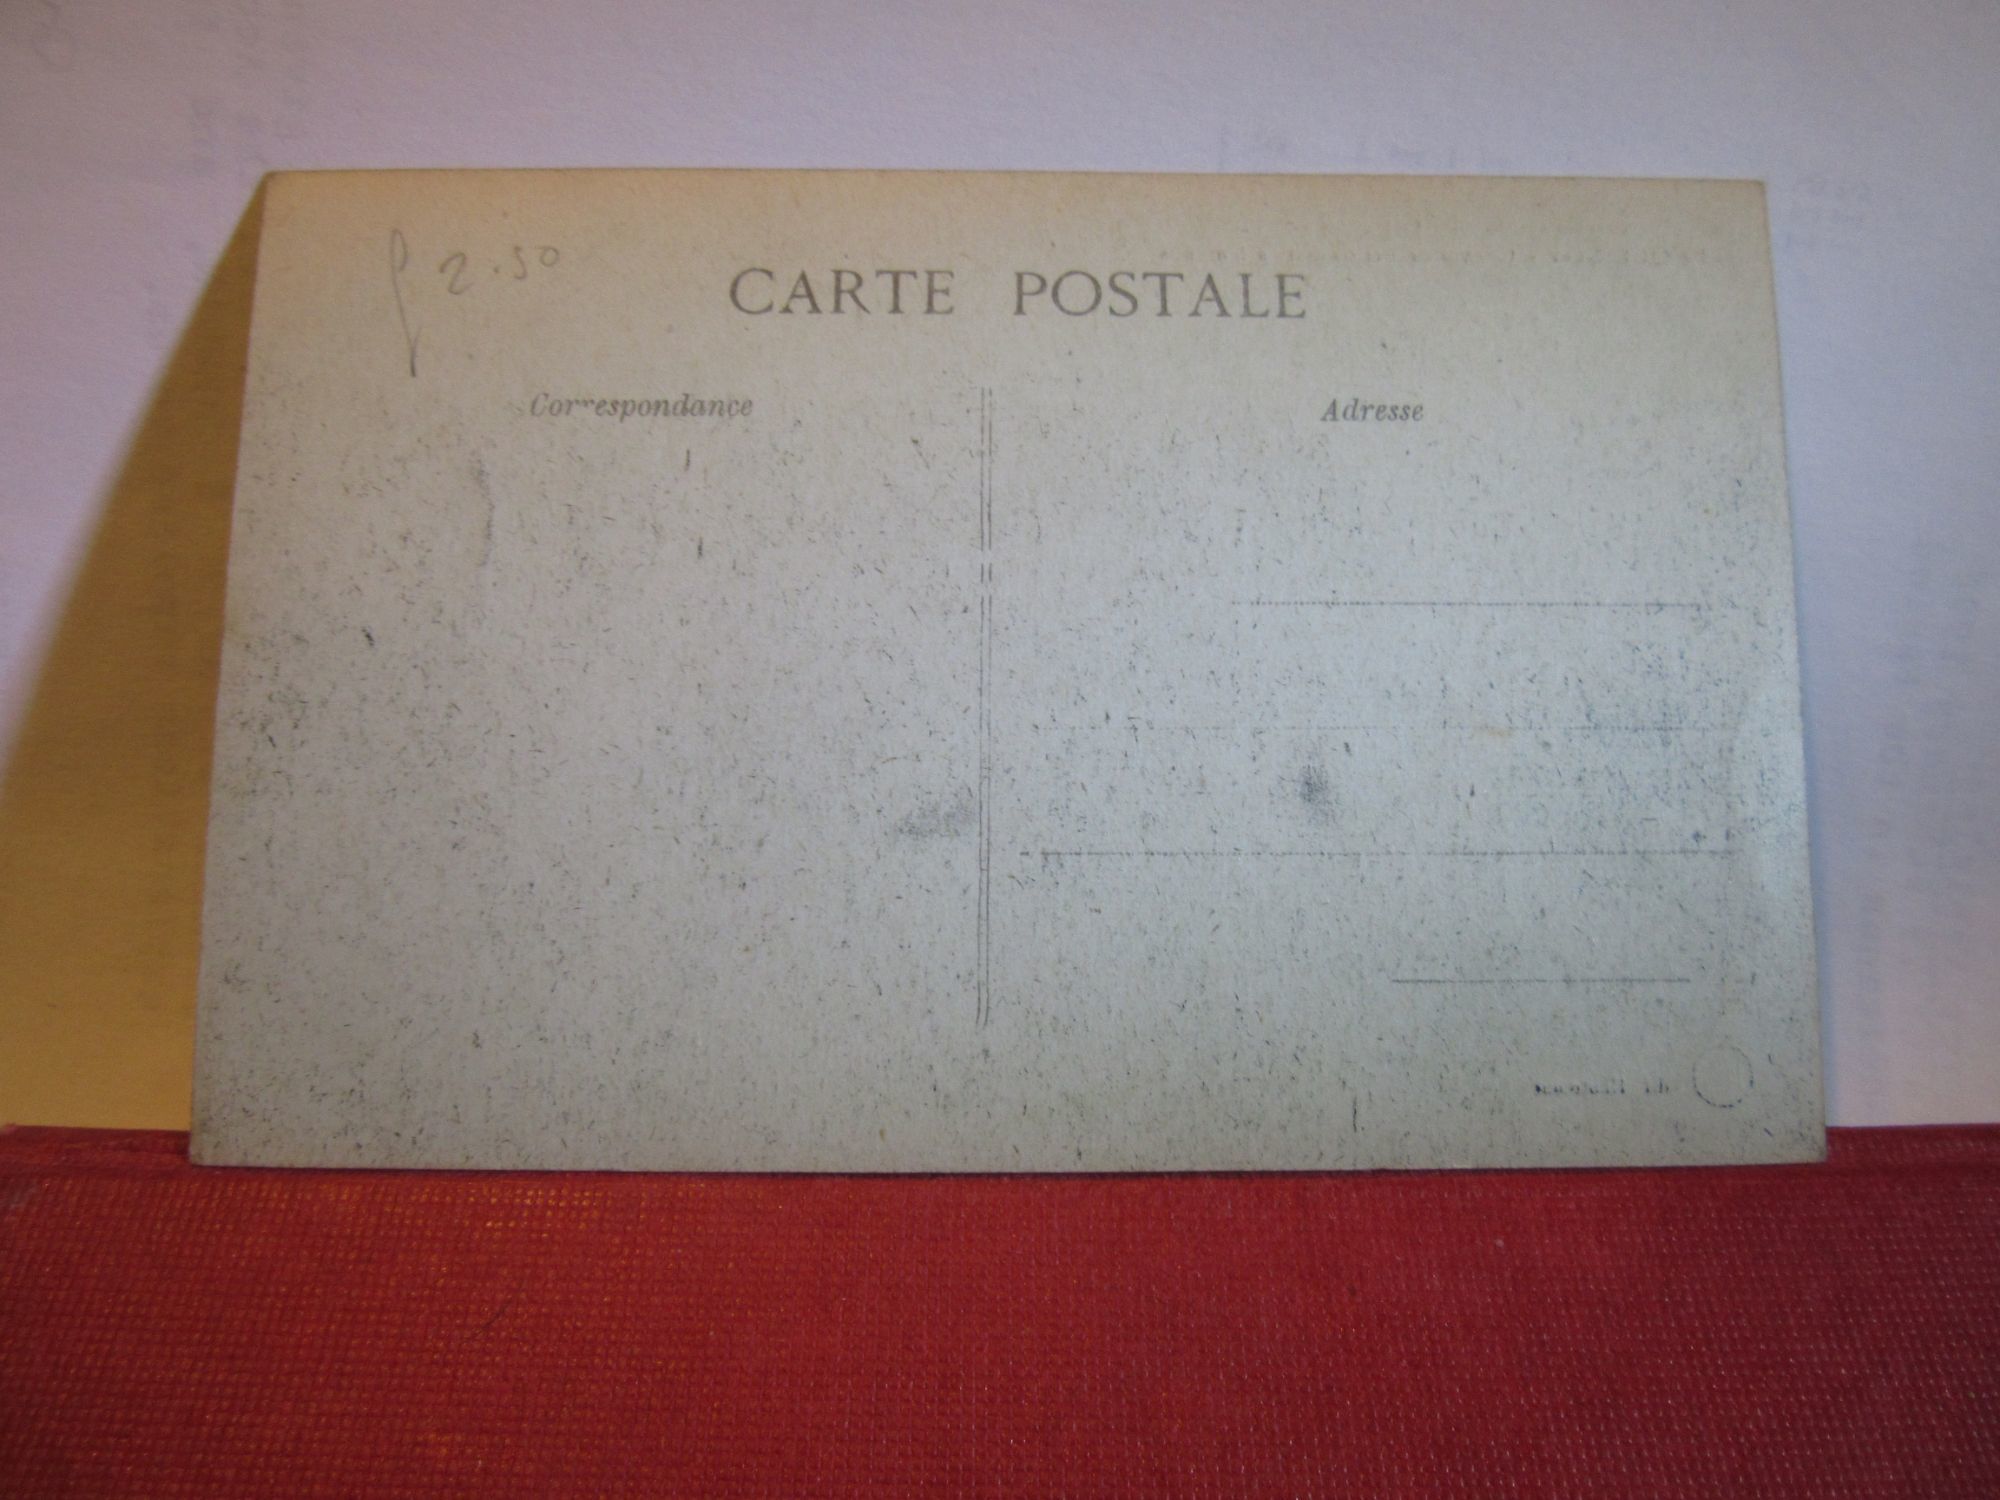 2.50
CARTE POSTALE
Correspondance
Adresse